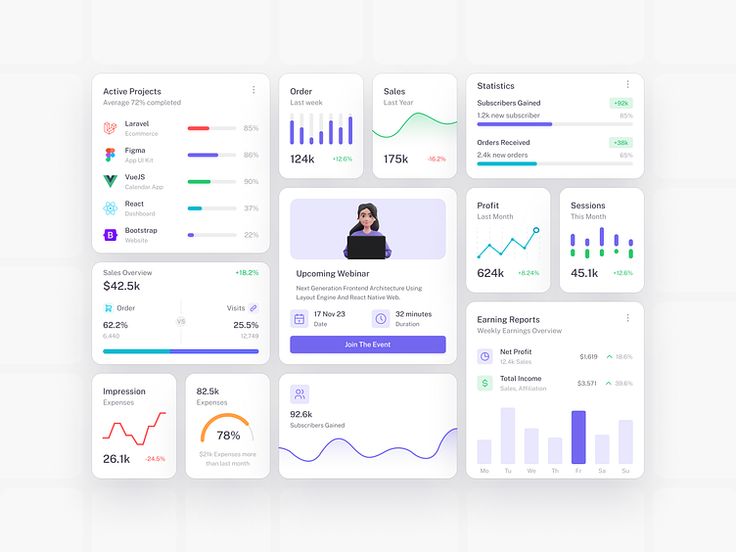 Active Projects
Average 72% completed
Laravel
Ecommerce
85%
Figma
App UI Kit
86%
VueJS
Calendar App
90%
React
Dashboard
37%
Bootstrap
Website
22%
Order
Last week
124k
+12.6%
Sales
Last Year
175k
-16.2%
Statistics
Subscribers Gained
+92k
1.2k new subscriber
85%
Orders Received
+38k
2.4k new orders
65%
Upcoming Webinar
Next Generation Frontend Architecture Using
Layout Engine And React Native Web.
17 Nov 23
Date
32 minutes
Duration
Join The Event
Profit
Last Month
624k
+8.24%
Sessions
This Month
45.1k
+12.6%
Sales Overview
+18.2%
$42.5k
Order
Visits
62.2%
VS
25.5%
6,440
12,749
Earning Reports
Weekly Earnings Overview
Net Profit
12.4k Sales
$1,619
18.6%
Total Income
Sales, Affiliation
$3,571
39.6%
Mo
Tu
We
Th
Fr
Sa
Su
Impression
Expenses
26.1k
-24.5%
82.5k
Expenses
78%
$21k Expenses more
than last month
92.6k
Subscribers Gained